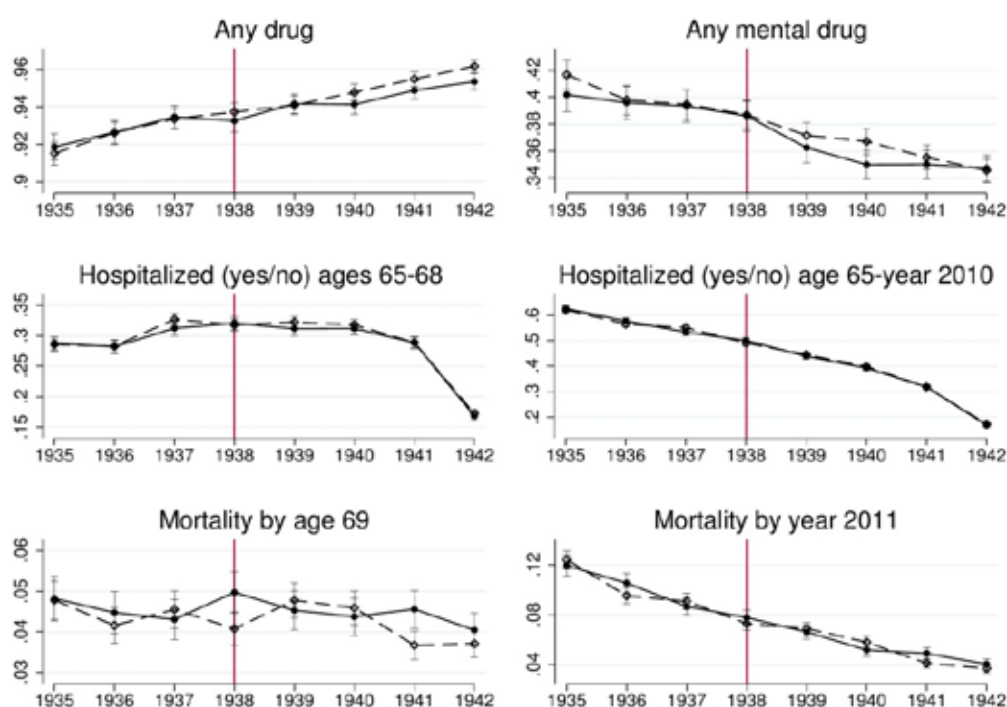 Any drug
.96
.94
.92
.9
1935 1936 1937 1938 1939 1940 1941 1942
Any mental drug
.42
.4
.38
.36
.34
1935 1936 1937 1938 1939 1940 1941 1942
Hospitalized (yes/no) ages 65-68
.35
.3
.25
.2
.15
1935 1936 1937 1938 1939 1940 1941 1942
Hospitalized (yes/no) age 65-year 2010
.6
.5
.4
.3
.2
1935 1936 1937 1938 1939 1940 1941 1942
Mortality by age 69
.06
.05
.04
.03
1935 1936 1937 1938 1939 1940 1941 1942
Mortality by year 2011
.12
.08
.04
1935 1936 1937 1938 1939 1940 1941 1942